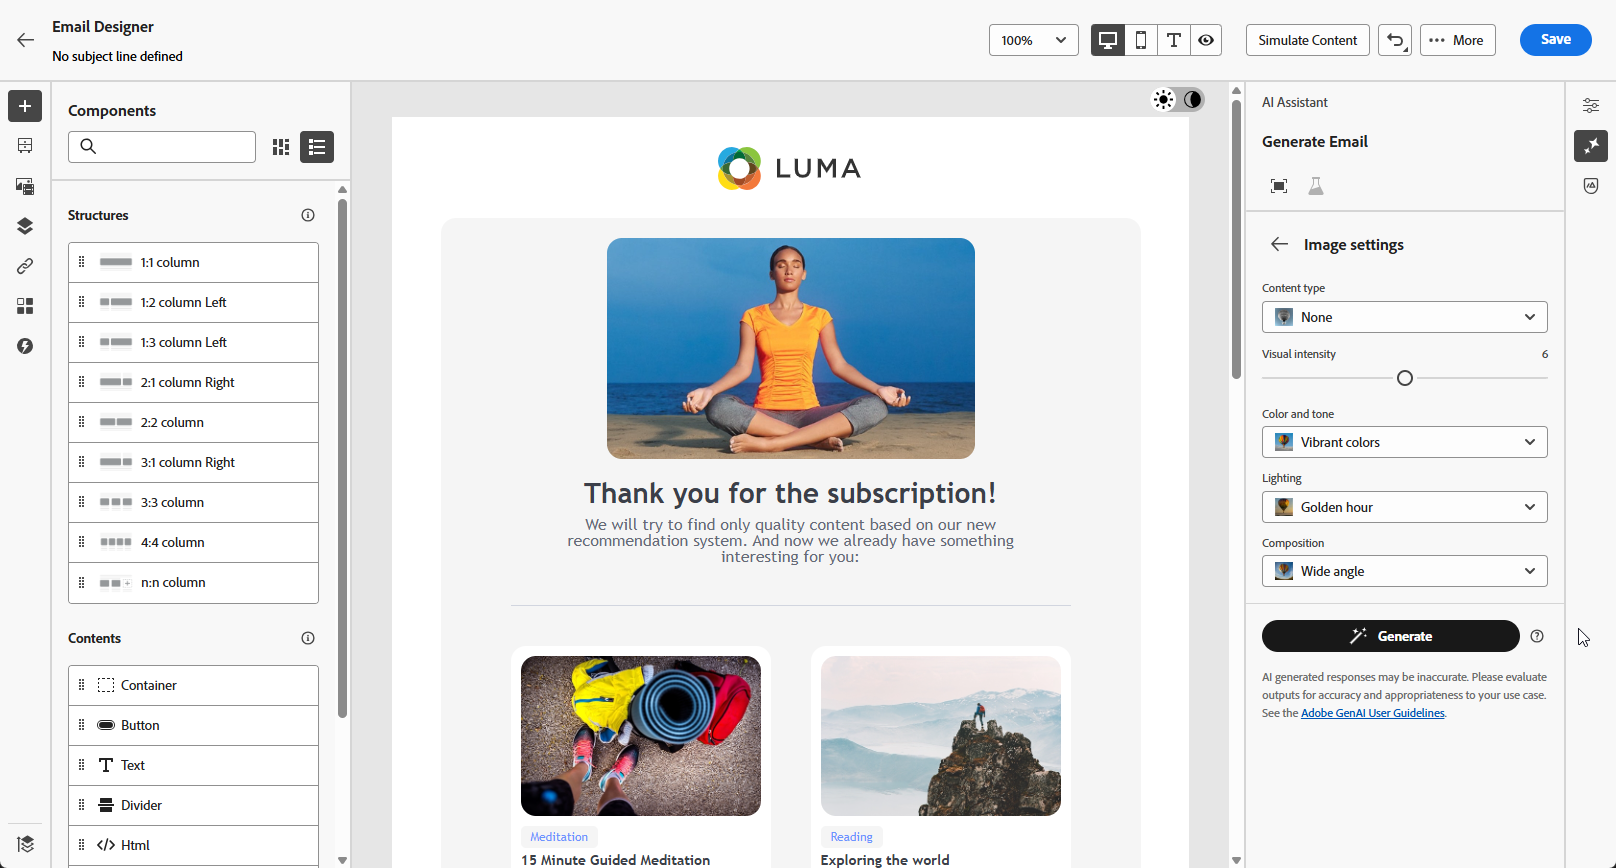 Email Designer
No subject line defined
100%
Simulate Content
More
Save
Components
Structures
1:1 column
1:2 column Left
1:3 column Left
2:1 column Right
2:2 column
3:1 column Right
3:3 column
4:4 column
n:n column
Contents
Container
Button
Text
Divider
Html
LUMA
Thank you for the subscription!
We will try to find only quality content based on our new
recommendation system. And now we already have something
interesting for you:
Meditation
15 Minute Guided Meditation
Reading
Exploring the world
AI Assistant
Generate Email
Image settings
Content type
None
Visual intensity 6
Color and tone
Vibrant colors
Lighting
Golden hour
Composition
Wide angle
Generate
AI generated responses may be inaccurate. Please evaluate
outputs for accuracy and appropriateness to your use case.
See the Adobe GenAI User Guidelines.